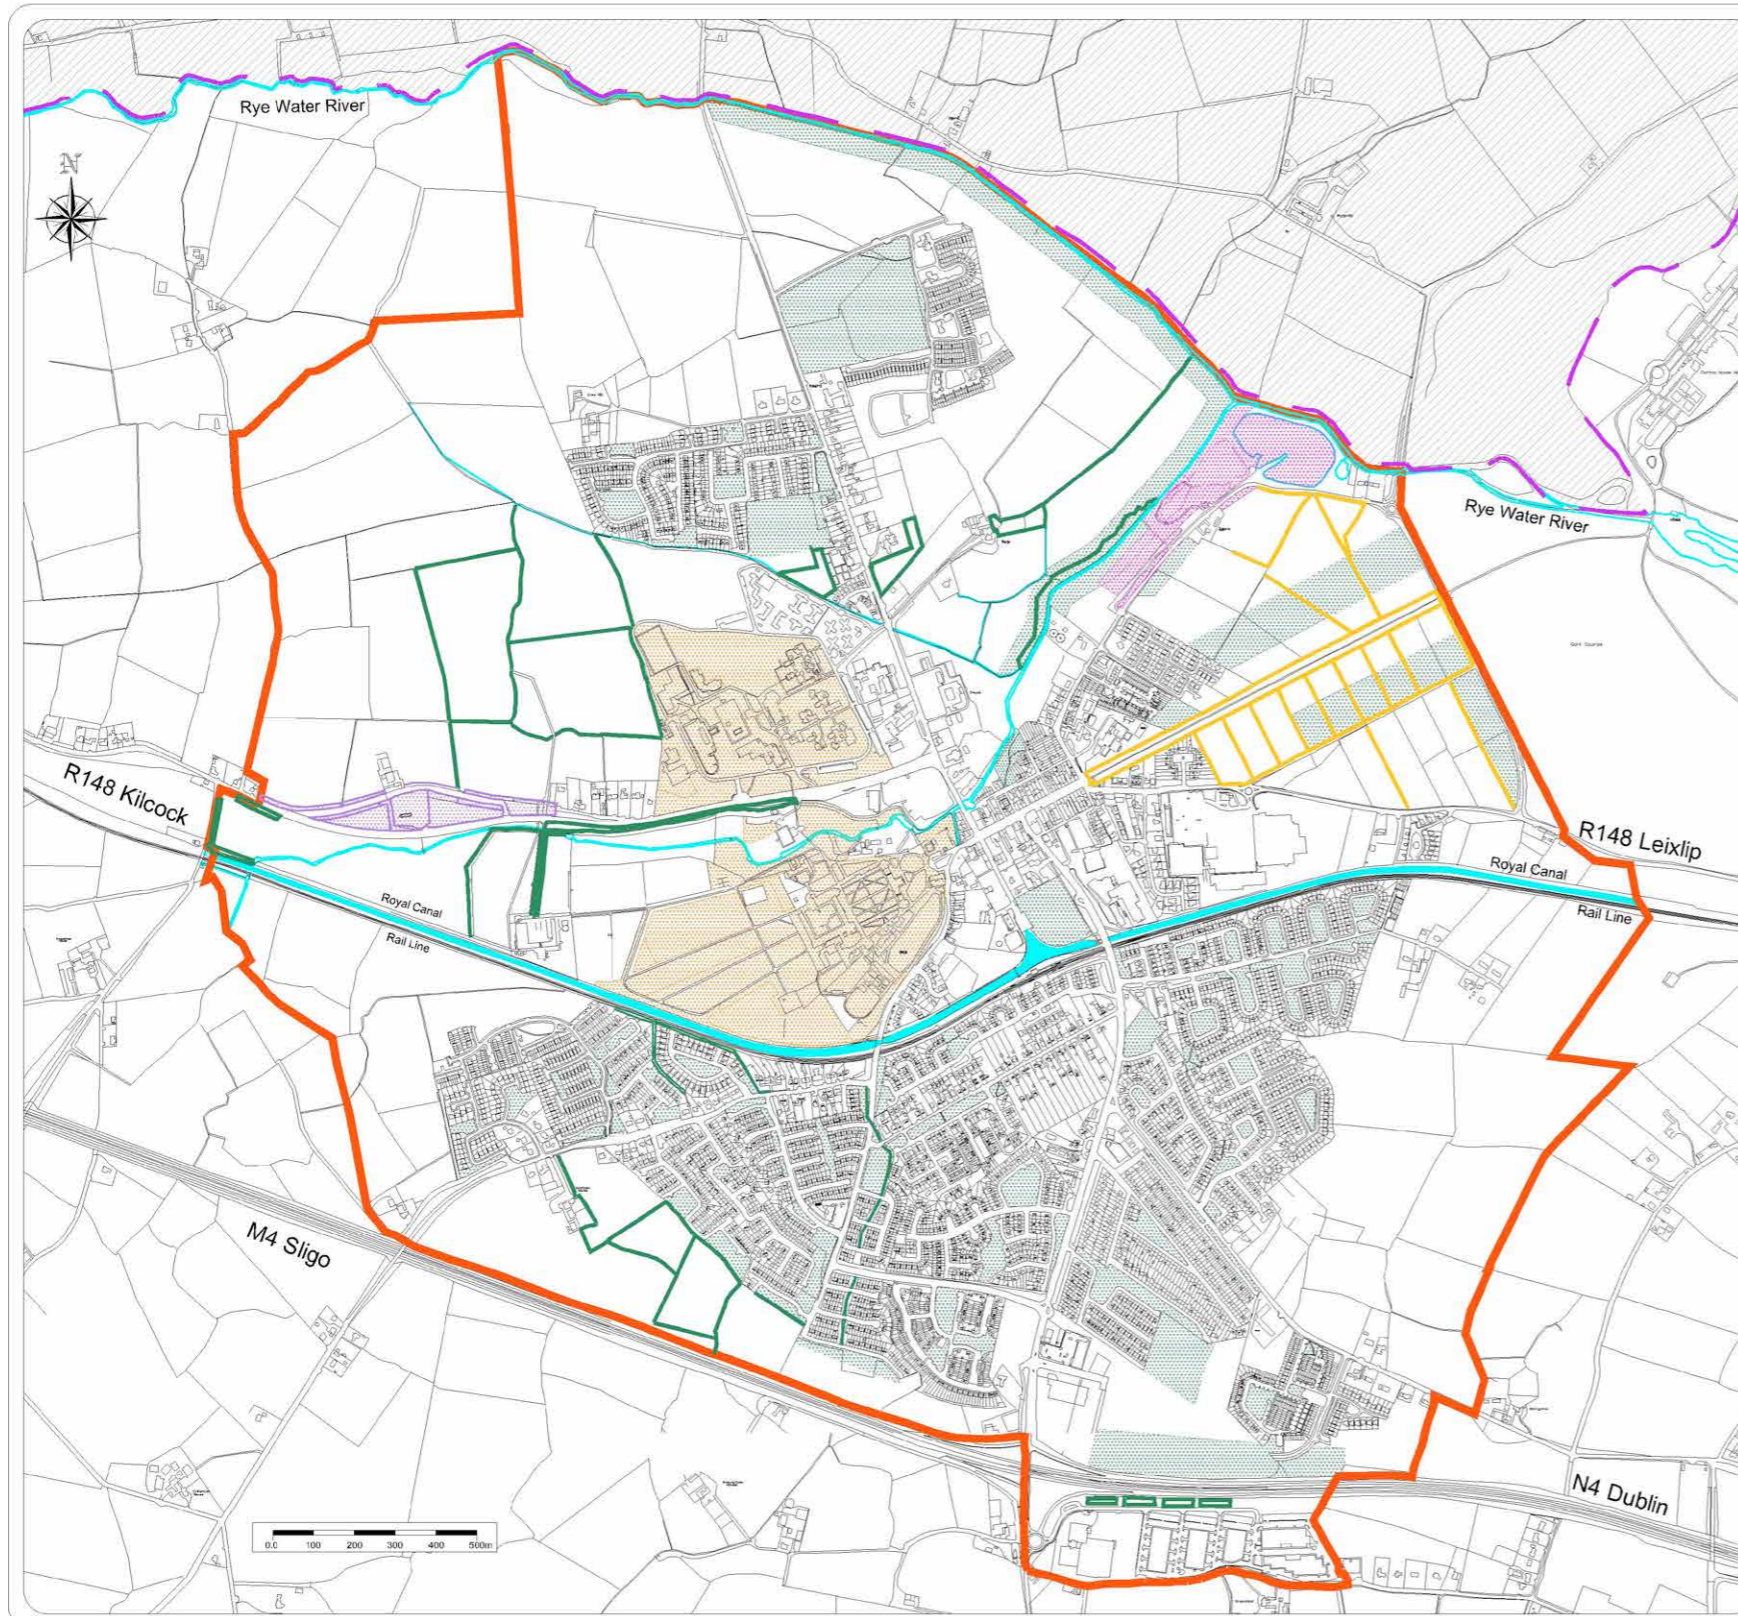 Rye Water River
N
Rye Water River
R148 Kilcock
R148 Leixlip
Royal Canal
Royal Canal
Rail Line
Rail Line
M4 Sligo
N4 Dublin
0.0 100 200 300 400 500m